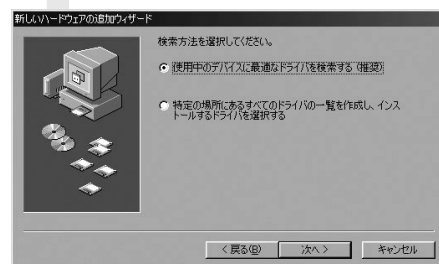 新しいハードウェアの追加ウィザード
検索方法を選択してください。
使用中のデバイスに最適なドライバを検索する (推奨)
特定の場所にあるすべてのドライバの一覧を作成し、インス
トールするドライバを選択する
< 戻る(B)
次へ >
キャンセル